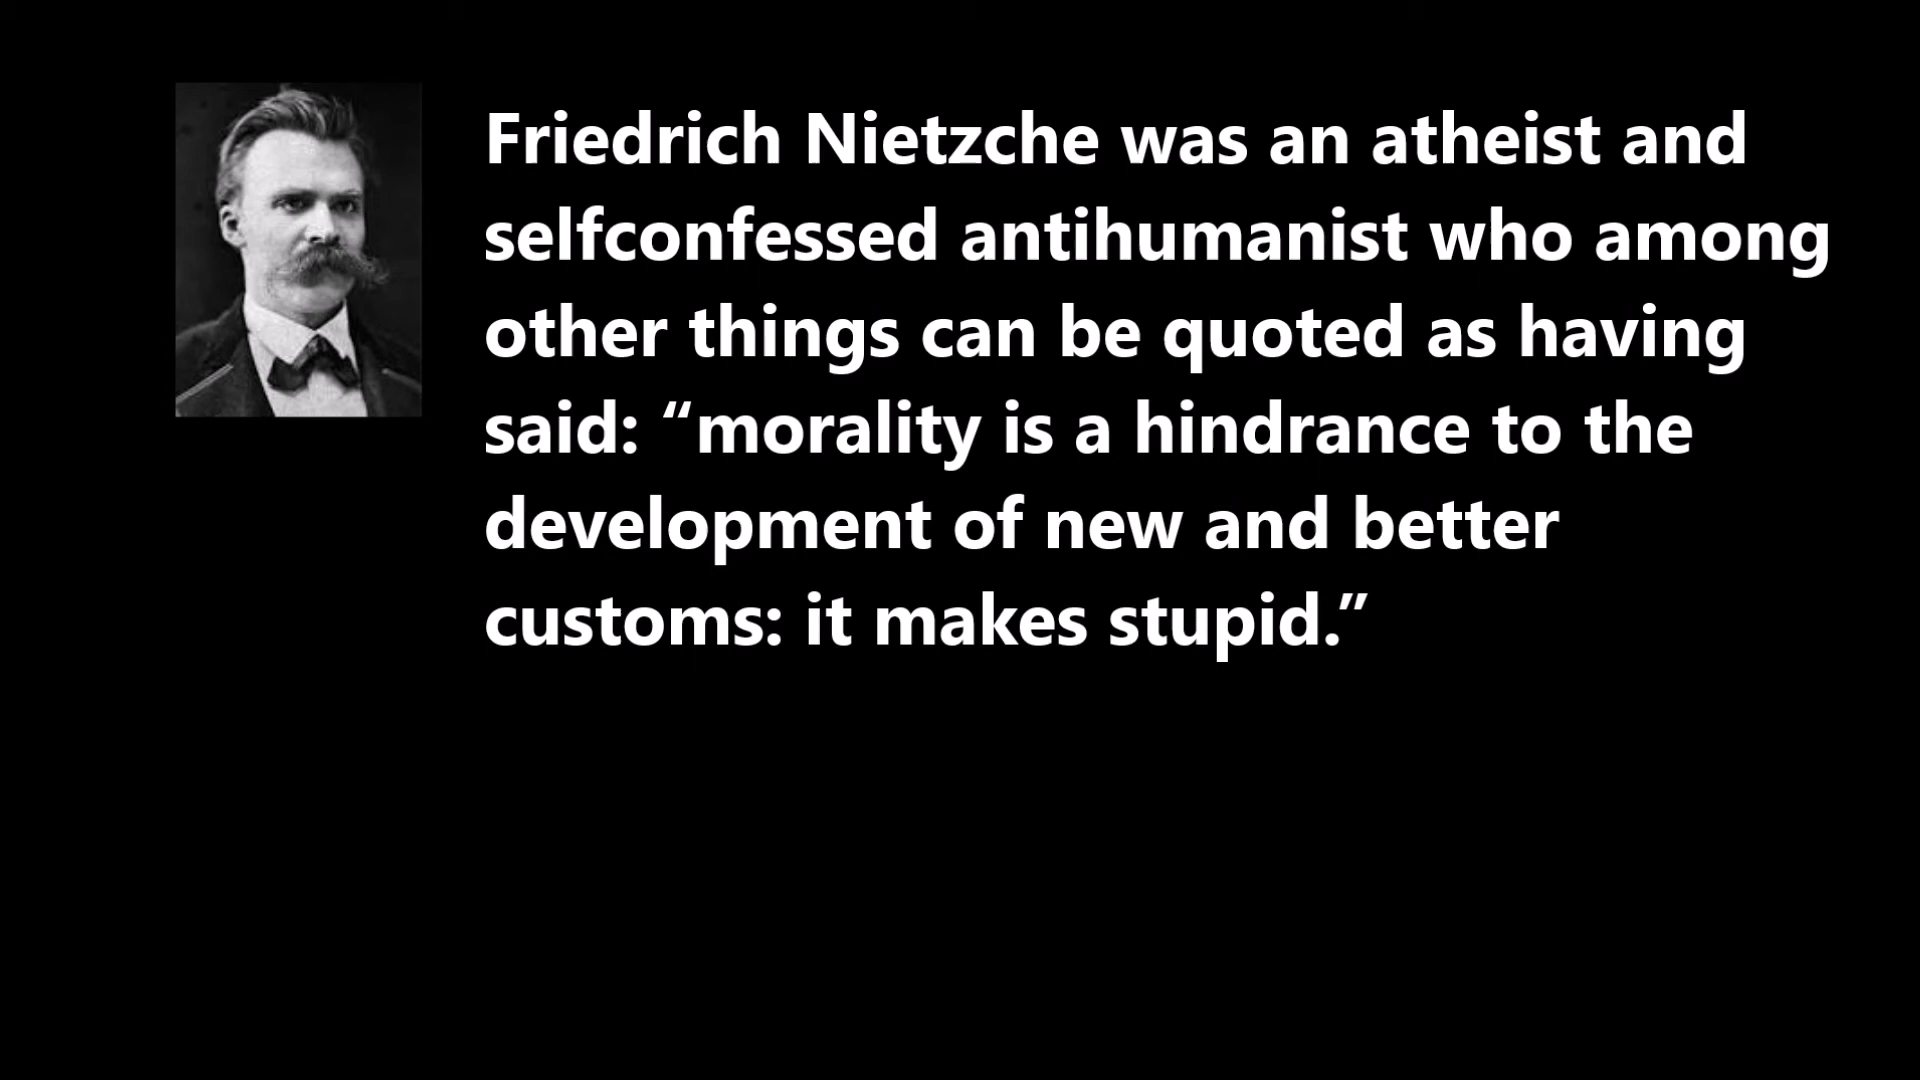 Friedrich Nietzche was an atheist and
selfconfessed antihumanist who among
other things can be quoted as having
said: “morality is a hindrance to the
development of new and better
customs: it makes stupid.”